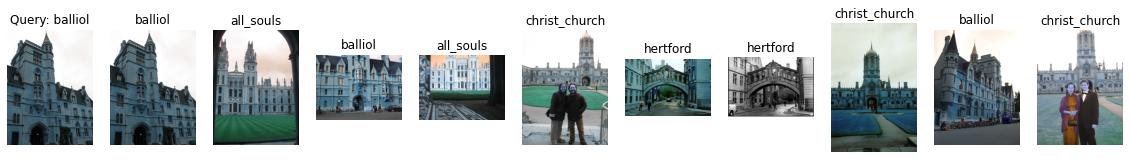 Query: balliol
balliol
all_souls
balliol
all_souls
christ_church
hertford
hertford
christ_church
balliol
christ_church